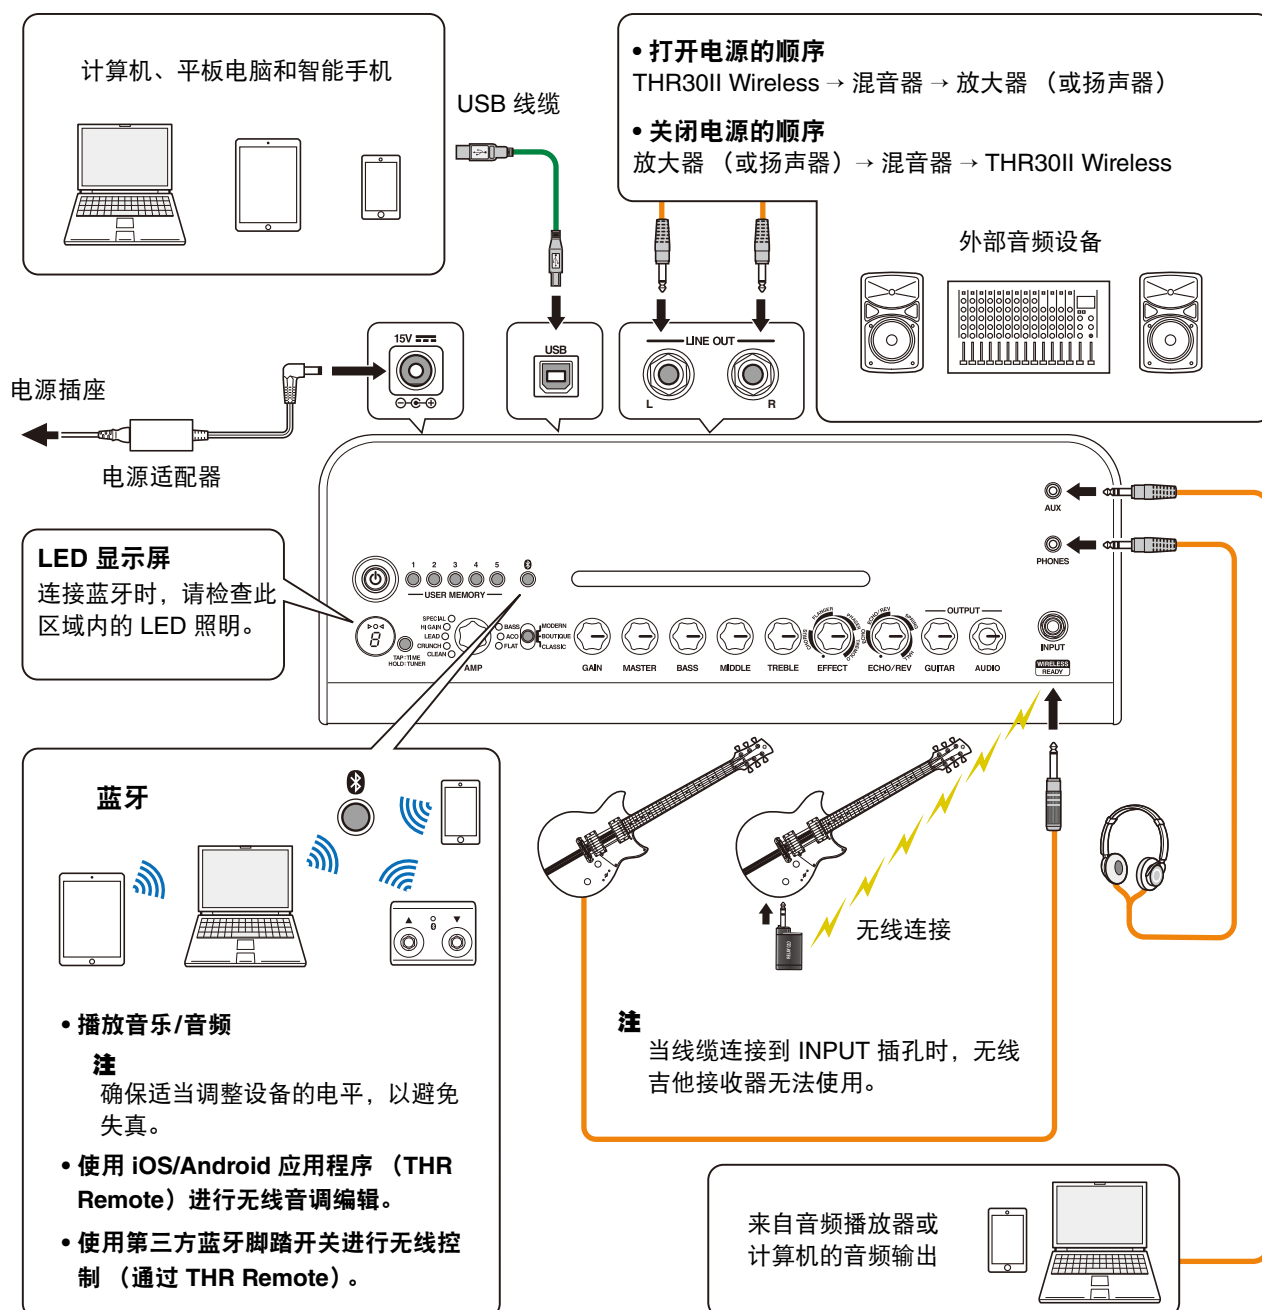 计算机、平板电脑和智能手机
USB 线缆
• 打开电源的顺序
THR30II Wireless → 混音器 → 放大器 （或扬声器）
• 关闭电源的顺序
放大器 （或扬声器）→ 混音器 → THR30II Wireless
外部音频设备
15V
USB
LINE OUT
L
R
电源插座
电源适配器
AUX
PHONES
LED 显示屏
连接蓝牙时，请检查此
区域内的 LED 照明。
1 2 3 4 5
USER MEMORY
8
TAP:TIME
HOLD:TUNER
SPECIAL
HI GAIN
LEAD
CRUNCH
CLEAN
AMP
BASS
ACO
FLAT
MODERN
BOUTIQUE
CLASSIC
GAIN
MASTER
BASS
MIDDLE
TREBLE
CHORUS
FLANGER
PHASER
TREMOLO
EFFECT
ECHO
ECHO/REV
SPRING
HALL
ECHO/REV
OUTPUT
GUITAR
AUDIO
INPUT
WIRELESS
READY
蓝牙
无线连接
• 播放音乐/音频
注
确保适当调整设备的电平，以避免
失真。
• 使用 iOS/Android 应用程序 （THR
Remote）进行无线音调编辑。
• 使用第三方蓝牙脚踏开关进行无线控
制 （通过 THR Remote）。
注
当线缆连接到 INPUT 插孔时，无线
吉他接收器无法使用。
来自音频播放器或
计算机的音频输出